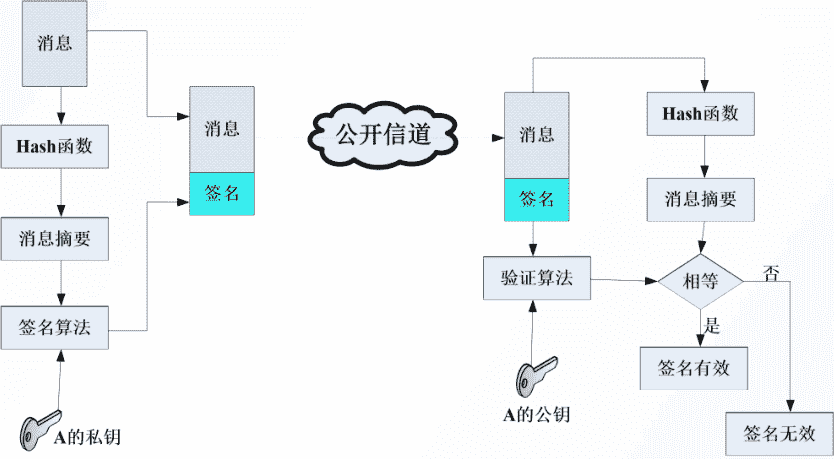 消息
Hash函数
消息摘要
签名算法
A的私钥
消息
签名
公开信道
消息
签名
验证算法
A的公钥
Hash函数
消息摘要
相等
否
是
签名有效
签名无效